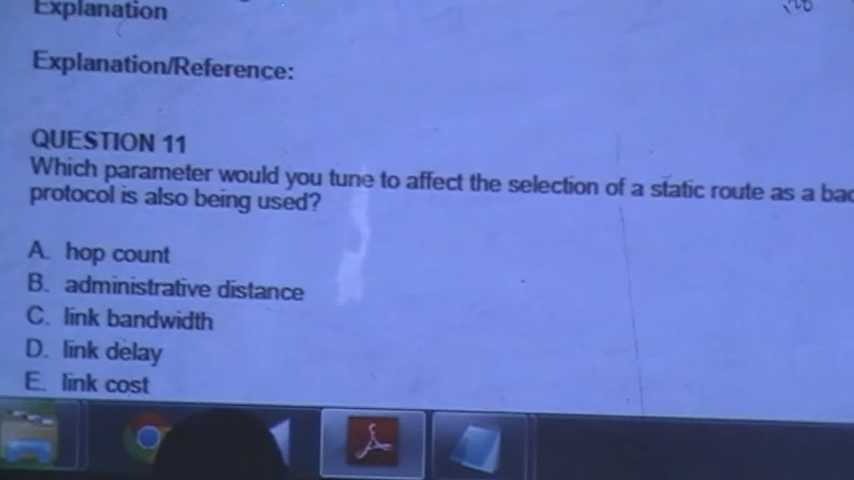 Explanation
Explanation/Reference:
QUESTION 11
Which parameter would you tune to affect the selection of a static route as a
protocol is also being used?
A. hop count
B. administrative distance
C. link bandwidth
D. link delay
E. link cost